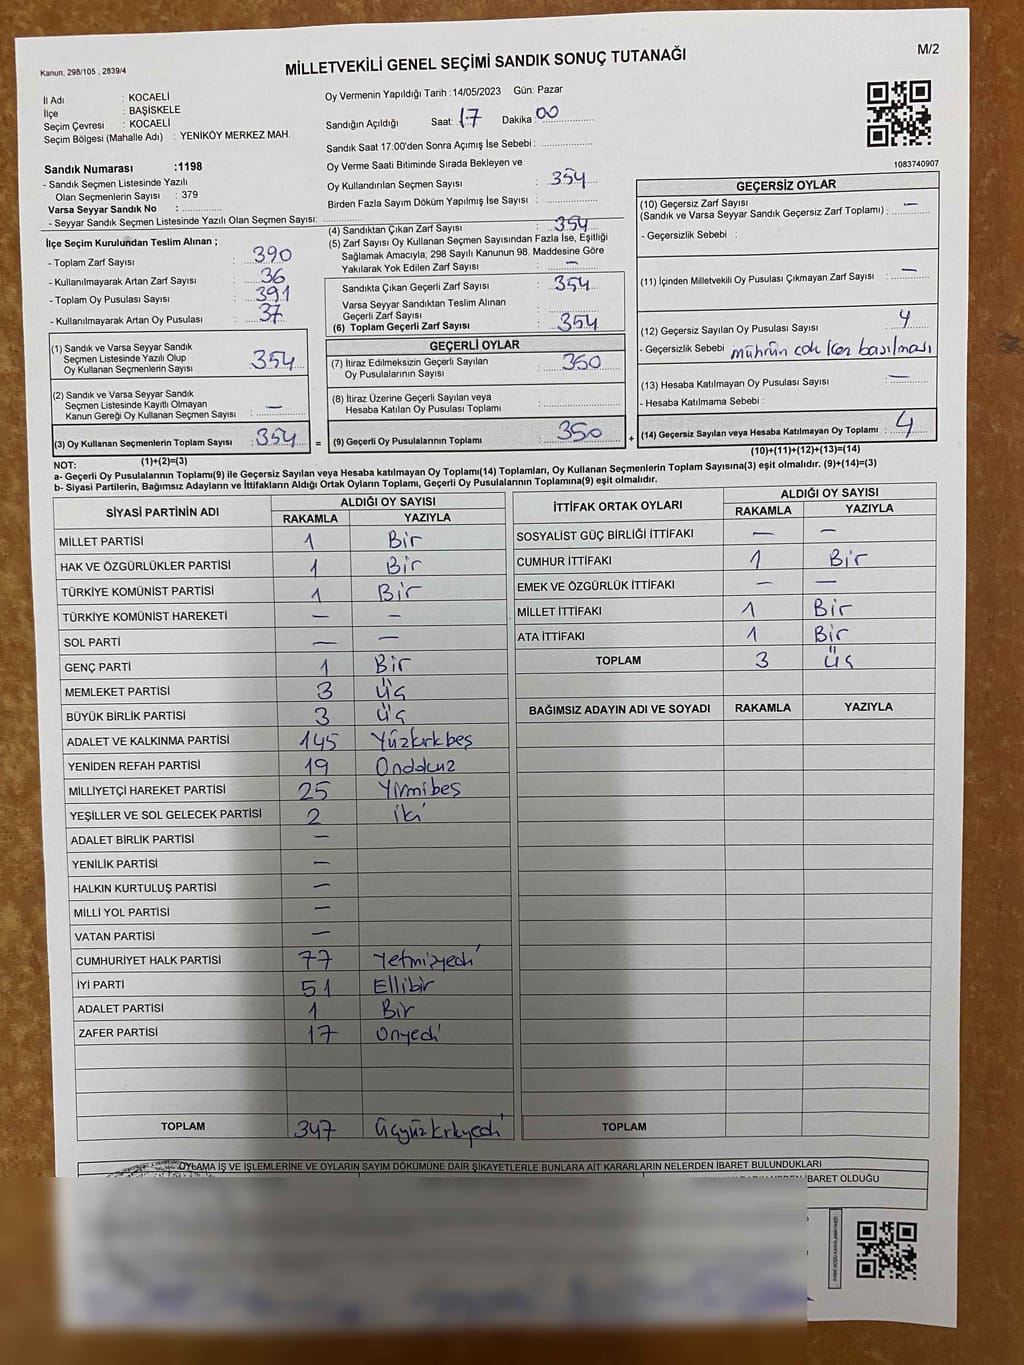 Kanun; 298/105 , 2839/4
MİLLETVEKİLİ GENEL SEÇİMİ SANDIK SONUÇ TUTANAĞI
M/2
İl Adı : KOCAELİ
İlçe : BAŞİSKELE
Seçim Çevresi : KOCAELİ
Seçim Bölgesi (Mahalle Adı) : YENİKÖY MERKEZ MAH.
Sandık Numarası :1198
- Sandık Seçmen Listesinde Yazılı
Olan Seçmenlerin Sayısı : 379
Varsa Seyyar Sandık No :
- Seyyar Sandık Seçmen Listesinde Yazılı Olan Seçmen Sayısı:
Oy Vermenin Yapıldığı Tarih :14/05/2023 Gün: Pazar
Sandığın Açıldığı Saat: 17 Dakika 00
Sandık Saat 17:00'den Sonra Açımış İse Sebebi :
Oy Verme Saati Bitiminde Sırada Bekleyen ve
Oy Kullandırılan Seçmen Sayısı : 354
Birden Fazla Sayım Döküm Yapılmış İse Sayısı :
1083740907
İlçe Seçim Kurulundan Teslim Alınan ;
- Toplam Zarf Sayısı : 390
- Kullanılmayarak Artan Zarf Sayısı : 36
- Toplam Oy Pusulası Sayısı : 391
- Kullanılmayarak Artan Oy Pusulası : 37
(1) Sandık ve Varsa Seyyar Sandık
Seçmen Listesinde Yazılı Olup
Oy Kullanan Seçmenlerin Sayısı : 354
(2) Sandık ve Varsa Seyyar Sandık
Seçmen Listesinde Kayıtlı Olmayan
Kanun Gereği Oy Kullanan Seçmen Sayısı : —
(3) Oy Kullanan Seçmenlerin Toplam Sayısı : 354
(1)+(2)=(3)
(4) Sandıktan Çıkan Zarf Sayısı : 354
(5) Zarf Sayısı Oy Kullanan Seçmen Sayısından Fazla İse, Eşitliği
Sağlamak Amacıyla; 298 Sayılı Kanunun 98. Maddesine Göre
Yakılarak Yok Edilen Zarf Sayısı : —
Sandıkta Çıkan Geçerli Zarf Sayısı : 354
Varsa Seyyar Sandıktan Teslim Alınan
Geçerli Zarf Sayısı :
(6) Toplam Geçerli Zarf Sayısı : 354
GEÇERLİ OYLAR
(7) İtiraz Edilmeksizin Geçerli Sayılan
Oy Pusulalarının Sayısı : 350
(8) İtiraz Üzerine Geçerli Sayılan veya
Hesaba Katılan Oy Pusulası Toplamı :
= (9) Geçerli Oy Pusulalarının Toplamı : 350 +
GEÇERSİZ OYLAR
(10) Geçersiz Zarf Sayısı
(Sandık ve Varsa Seyyar Sandık Geçersiz Zarf Toplamı) : —
- Geçersizlik Sebebi :
(11) İçinden Milletvekili Oy Pusulası Çıkmayan Zarf Sayısı : —
(12) Geçersiz Sayılan Oy Pusulası Sayısı : 4
- Geçersizlik Sebebi mührün çok kez basılması
(13) Hesaba Katılmayan Oy Pusulası Sayısı : —
- Hesaba Katılmama Sebebi :
(14) Geçersiz Sayılan veya Hesaba Katılmayan Oy Toplamı : 4
(10)+(11)+(12)+(13)=(14)
NOT:
a- Geçerli Oy Pusulalarının Toplamı(9) ile Geçersiz Sayılan veya Hesaba katılmayan Oy Toplamı(14) Toplamları, Oy Kullanan Seçmenlerin Toplam Sayısına(3) eşit olmalıdır. (9)+(14)=(3)
b- Siyasi Partilerin, Bağımsız Adayların ve İttifakların Aldığı Ortak Oyların Toplamı, Geçerli Oy Pusulalarının Toplamına(9) eşit olmalıdır.
SİYASİ PARTİNİN ADI ALDIĞI OY SAYISI
RAKAMLA YAZIYLA
MİLLET PARTİSİ 1 Bir
HAK VE ÖZGÜRLÜKLER PARTİSİ 1 Bir
TÜRKİYE KOMÜNİST PARTİSİ 1 Bir
TÜRKİYE KOMÜNİST HAREKETİ — —
SOL PARTİ — —
GENÇ PARTİ 1 Bir
MEMLEKET PARTİSİ 3 Üç
BÜYÜK BİRLİK PARTİSİ 3 Üç
ADALET VE KALKINMA PARTİSİ 145 Yüzkırkbeş
YENİDEN REFAH PARTİSİ 19 Ondokuz
MİLLİYETÇİ HAREKET PARTİSİ 25 Yirmibeş
YEŞİLLER VE SOL GELECEK PARTİSİ 2 İki
ADALET BİRLİK PARTİSİ —
YENİLİK PARTİSİ —
HALKIN KURTULUŞ PARTİSİ —
MİLLİ YOL PARTİSİ —
VATAN PARTİSİ —
CUMHURİYET HALK PARTİSİ 77 Yetmişyedi
İYİ PARTİ 51 Ellibir
ADALET PARTİSİ 1 Bir
ZAFER PARTİSİ 17 Onyedi
TOPLAM 347 Üçyüzkırkyedi
İTTİFAK ORTAK OYLARI ALDIĞI OY SAYISI
RAKAMLA YAZIYLA
SOSYALİST GÜÇ BİRLİĞİ İTTİFAKI — —
CUMHUR İTTİFAKI 1 Bir
EMEK VE ÖZGÜRLÜK İTTİFAKI — —
MİLLET İTTİFAKI 1 Bir
ATA İTTİFAKI 1 Bir
TOPLAM 3 Üç
BAĞIMSIZ ADAYIN ADI VE SOYADI RAKAMLA YAZIYLA
TOPLAM
OYLAMA İŞ VE İŞLEMLERİNE VE OYLARIN SAYIM DÖKÜMÜNE DAİR ŞİKAYETLERLE BUNLARA AİT KARARLARIN NELERDEN İBARET BULUNDUKLARI
İBARET OLDUĞU